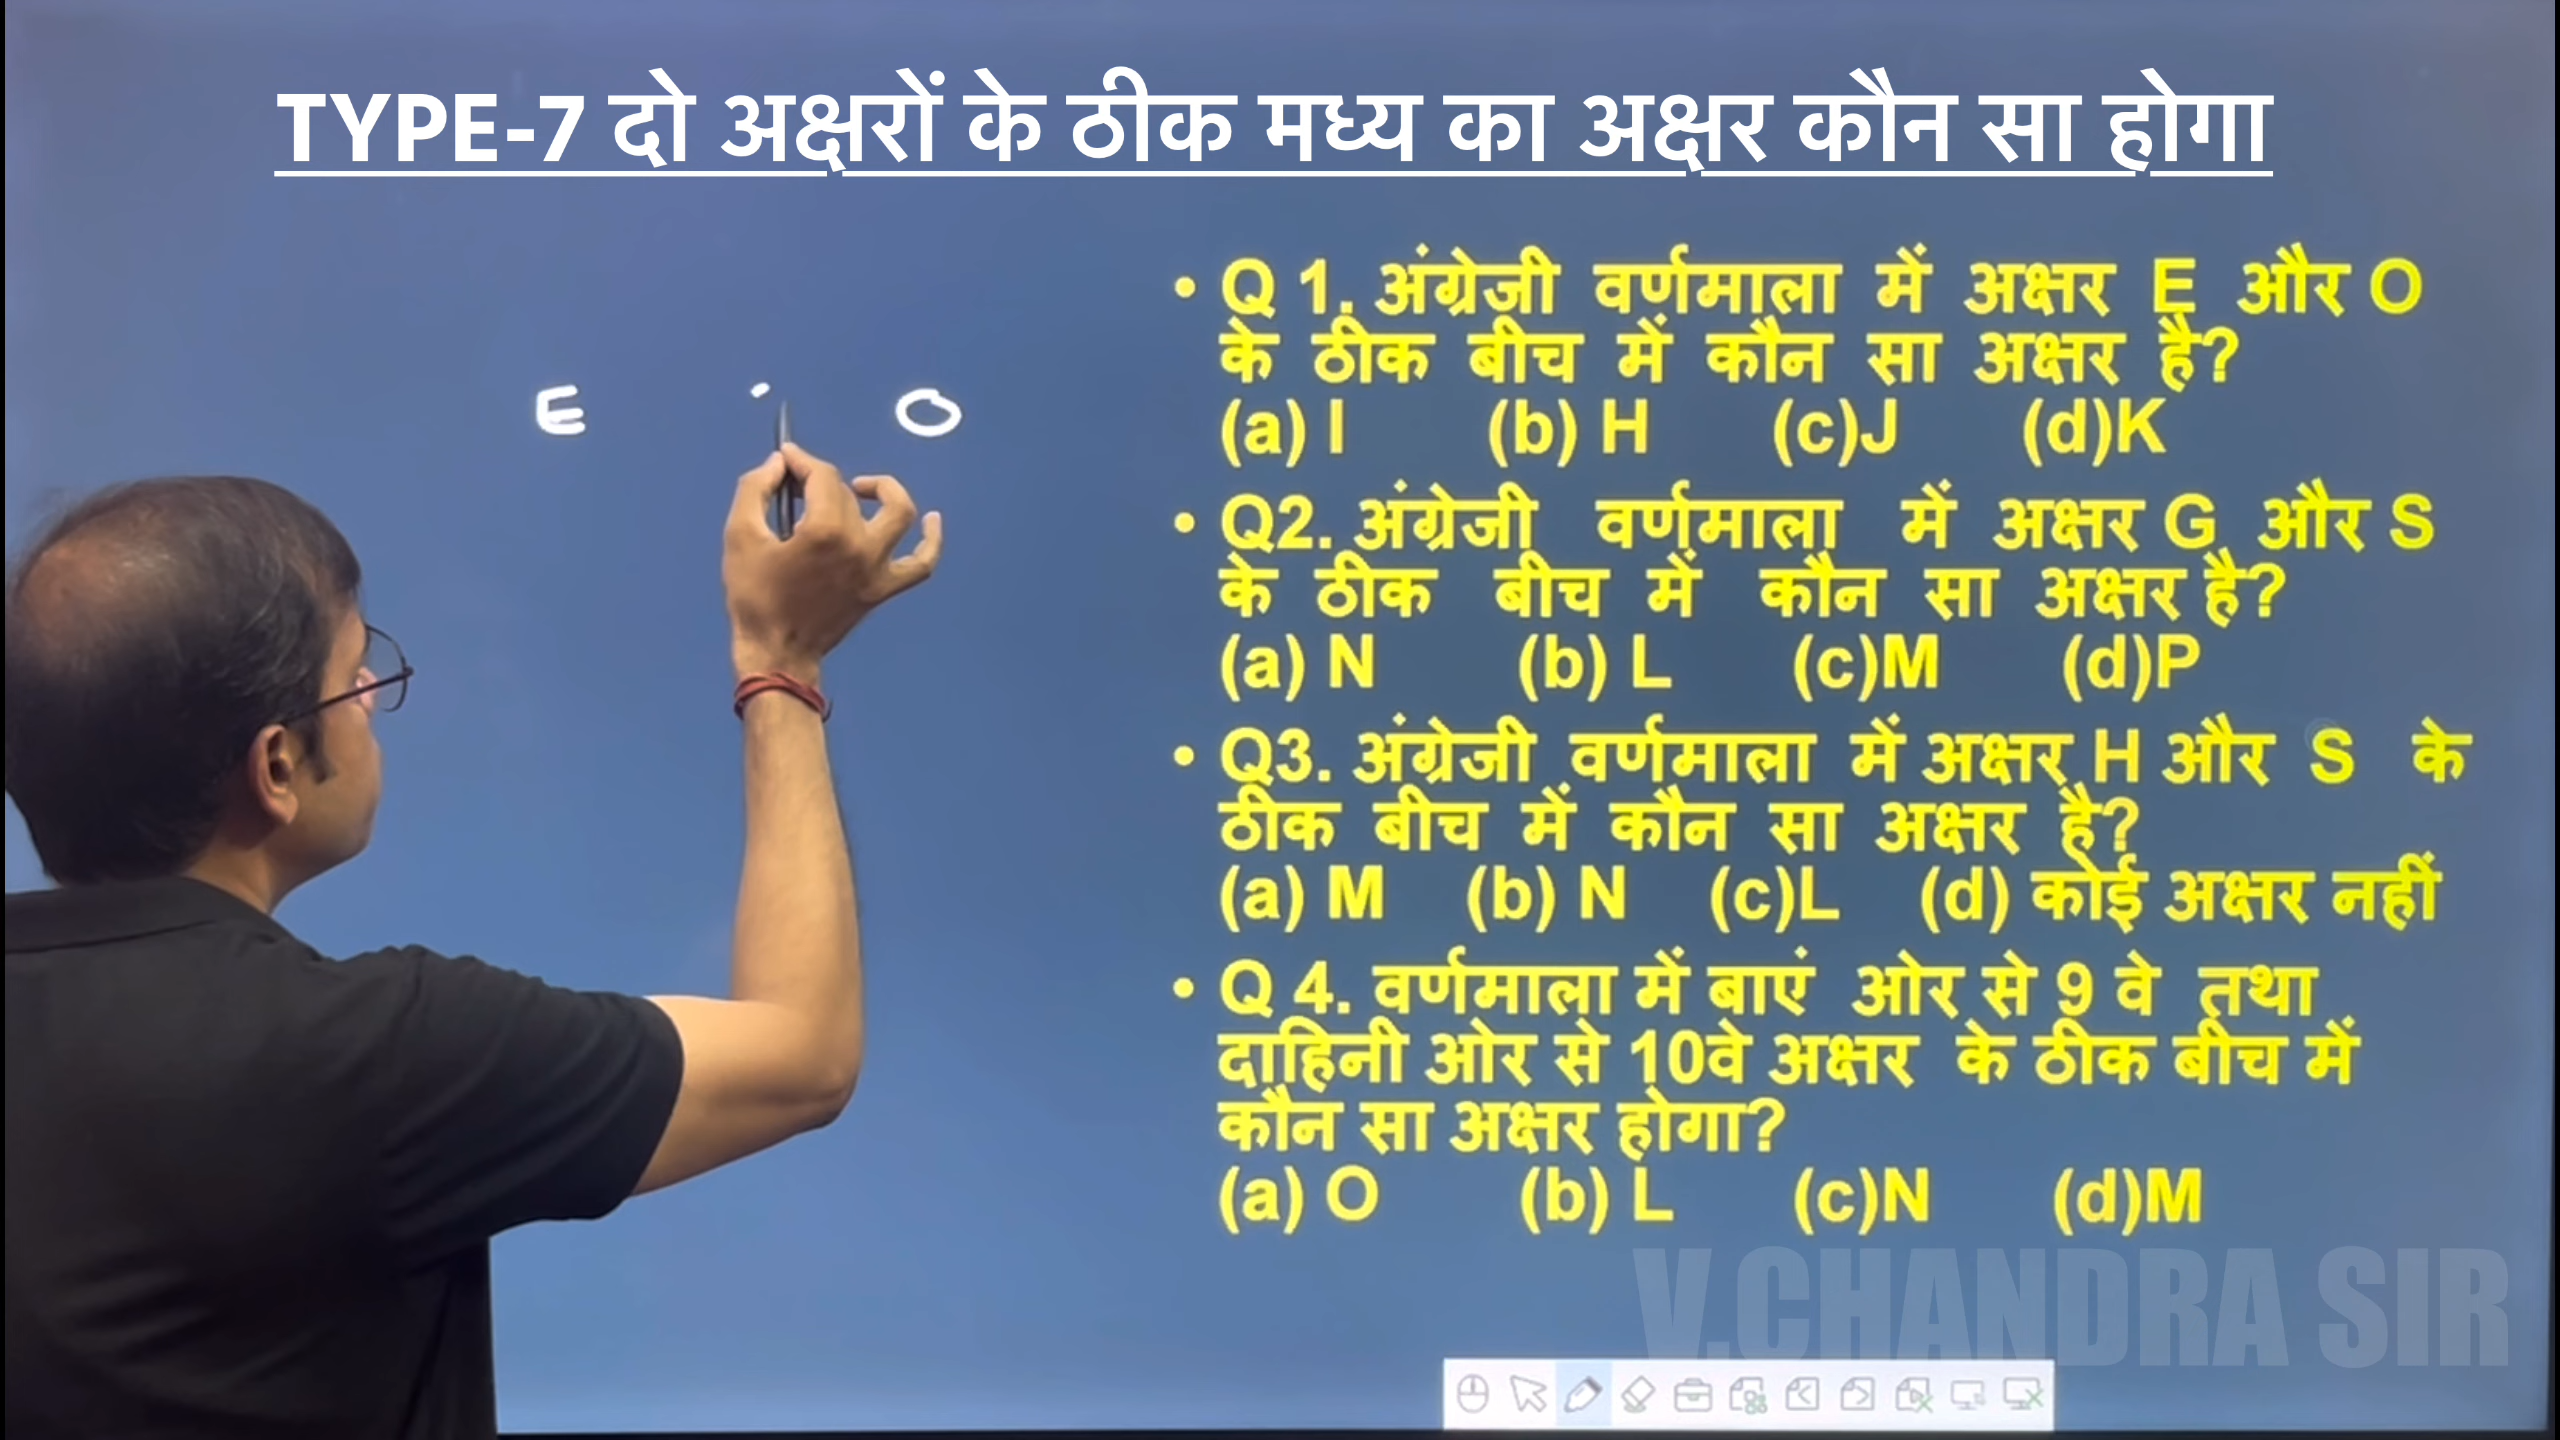 TYPE-7 दो अक्षरों के ठीक मध्य का अक्षर कौन सा होगा
E O
• Q 1. अंग्रेजी वर्णमाला में अक्षर E और O
के ठीक बीच में कौन सा अक्षर है?
(a) I (b) H (c)J (d)K
• Q2. अंग्रेजी वर्णमाला में अक्षर G और S
के ठीक बीच में कौन सा अक्षर है?
(a) N (b) L (c)M (d)P
• Q3. अंग्रेजी वर्णमाला में अक्षर H और S के
ठीक बीच में कौन सा अक्षर है?
(a) M (b) N (c)L (d) कोई अक्षर नहीं
• Q 4. वर्णमाला में बाएं ओर से 9 वे तथा
दाहिनी ओर से 10वे अक्षर के ठीक बीच में
कौन सा अक्षर होगा?
(a) O (b) L (c)N (d)M
V.CHANDRA SIR